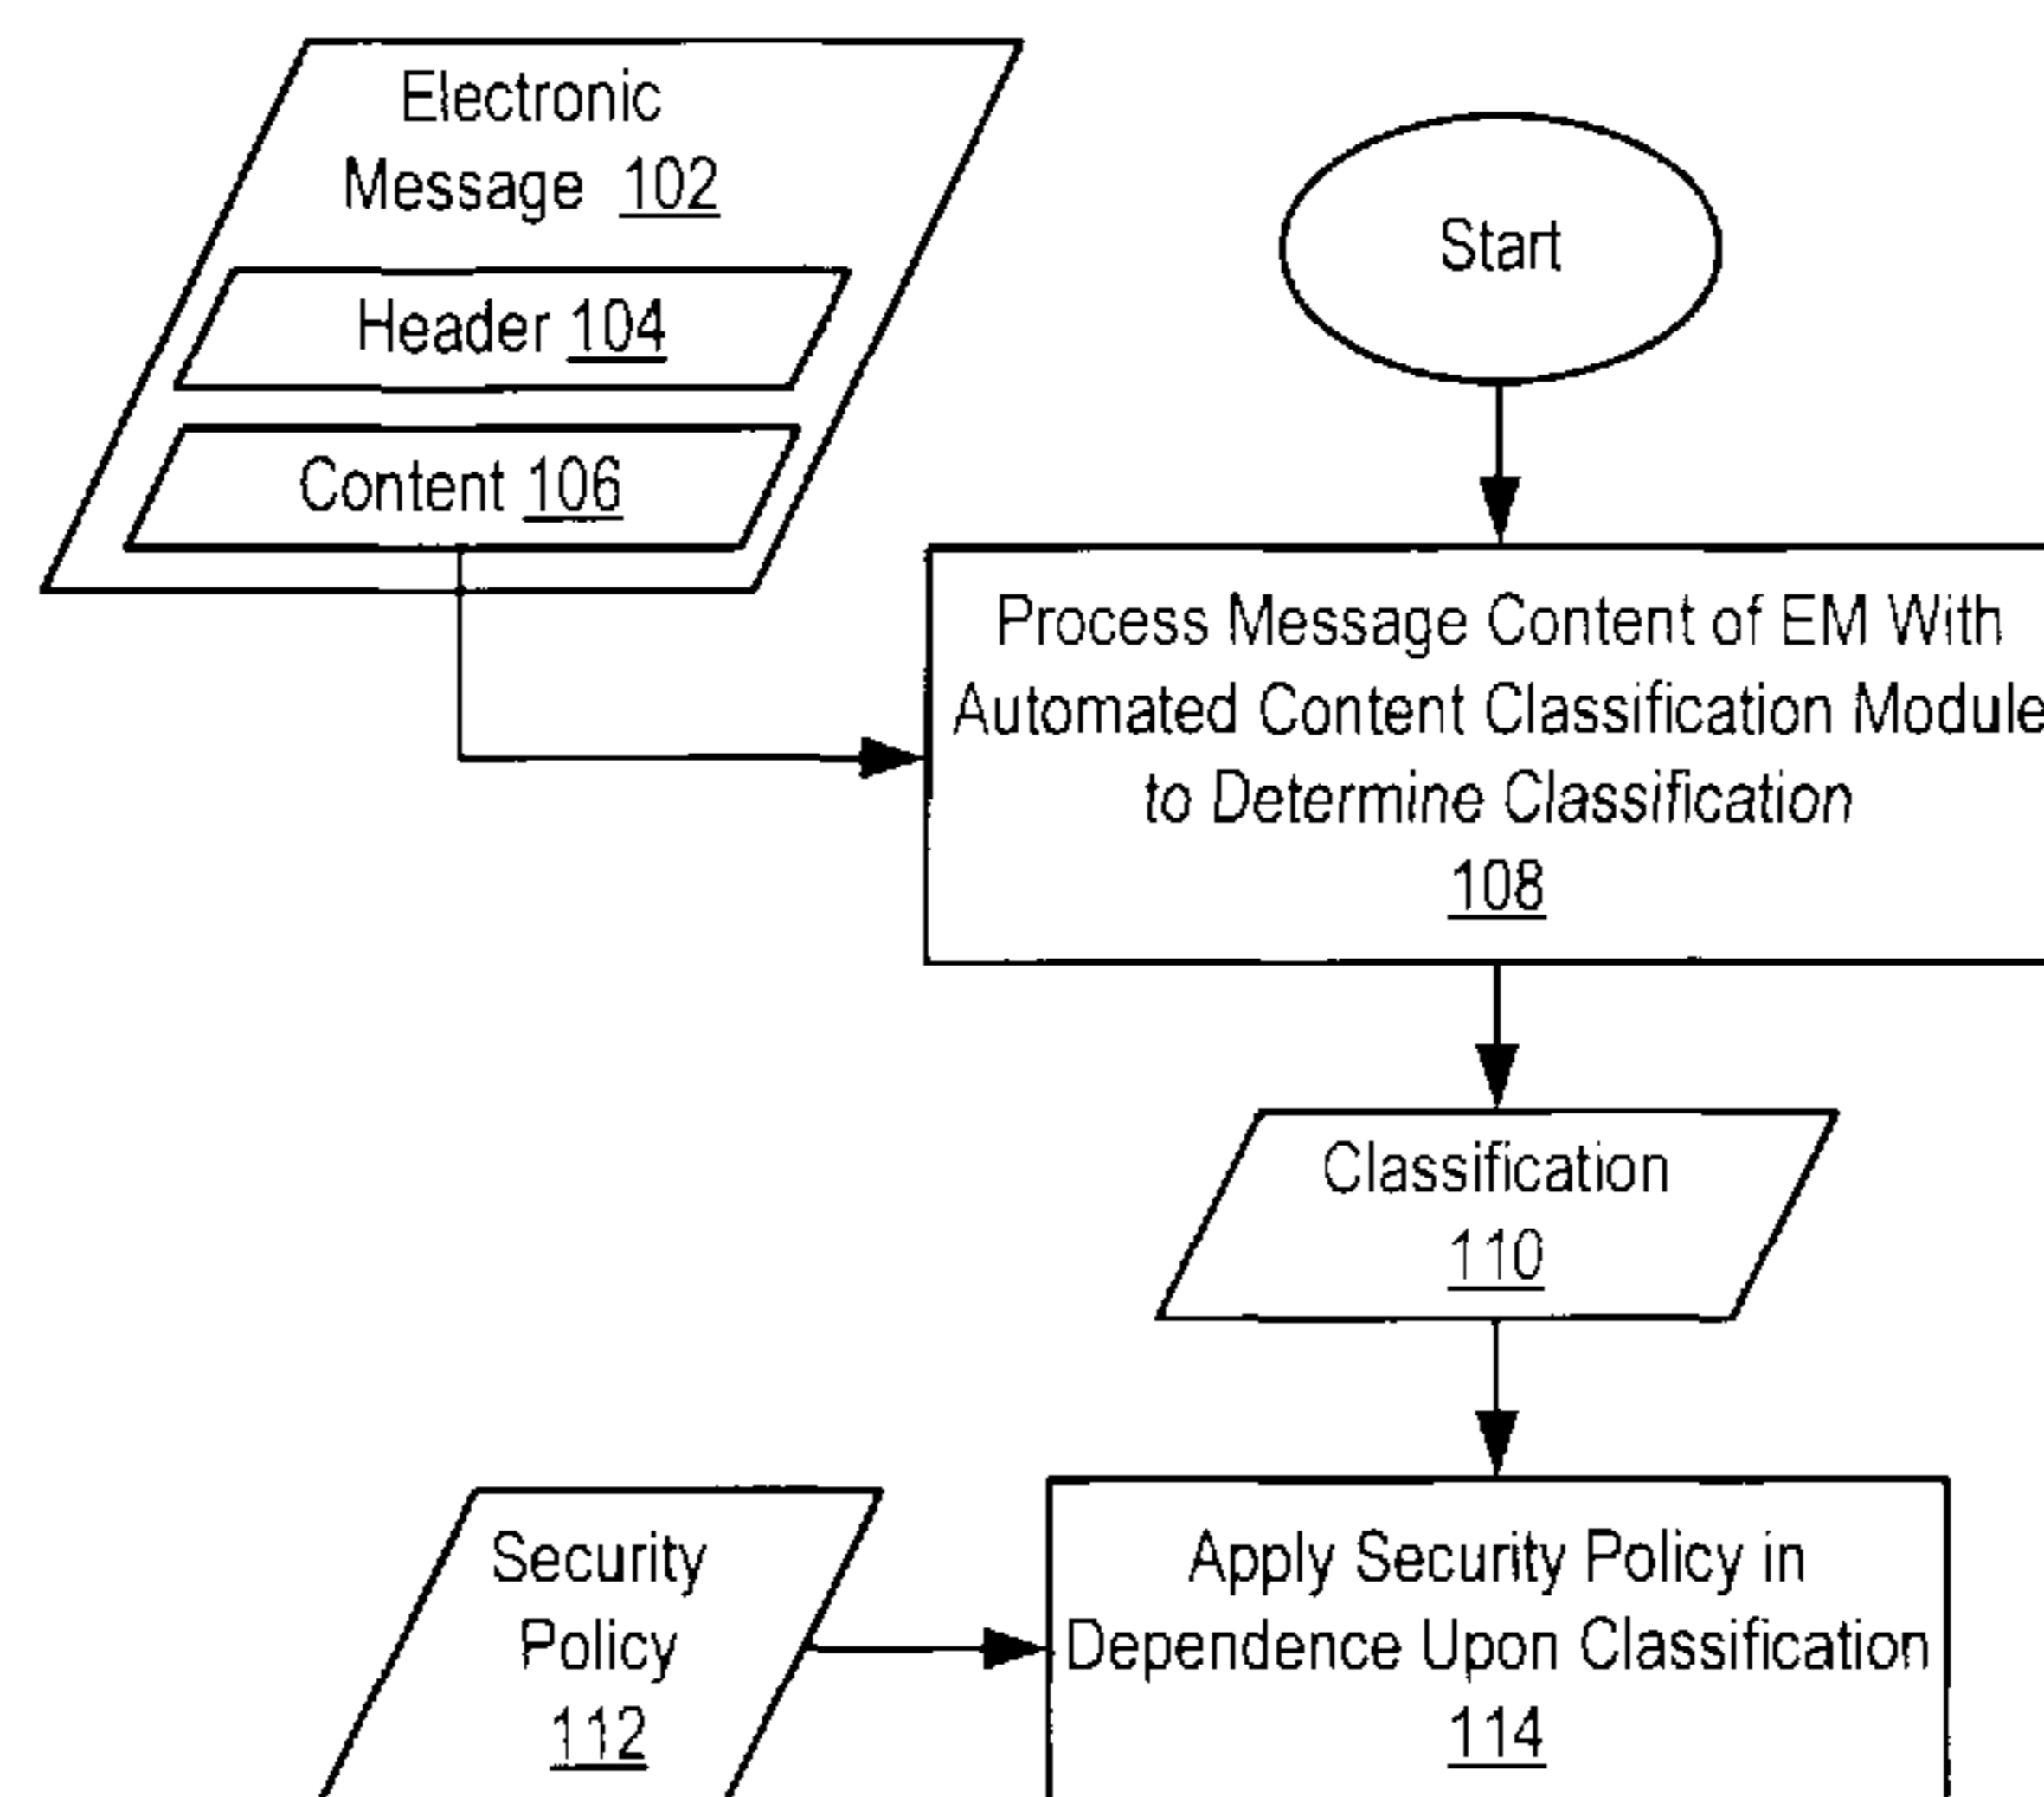 Electronic
Message 102
Header 104
Content 106
Start
Process Message Content of EM With
Automated Content Classification Module
to Determine Classification
108
Classification
110
Security
Policy
112
Apply Security Policy in
Dependence Upon Classification
114